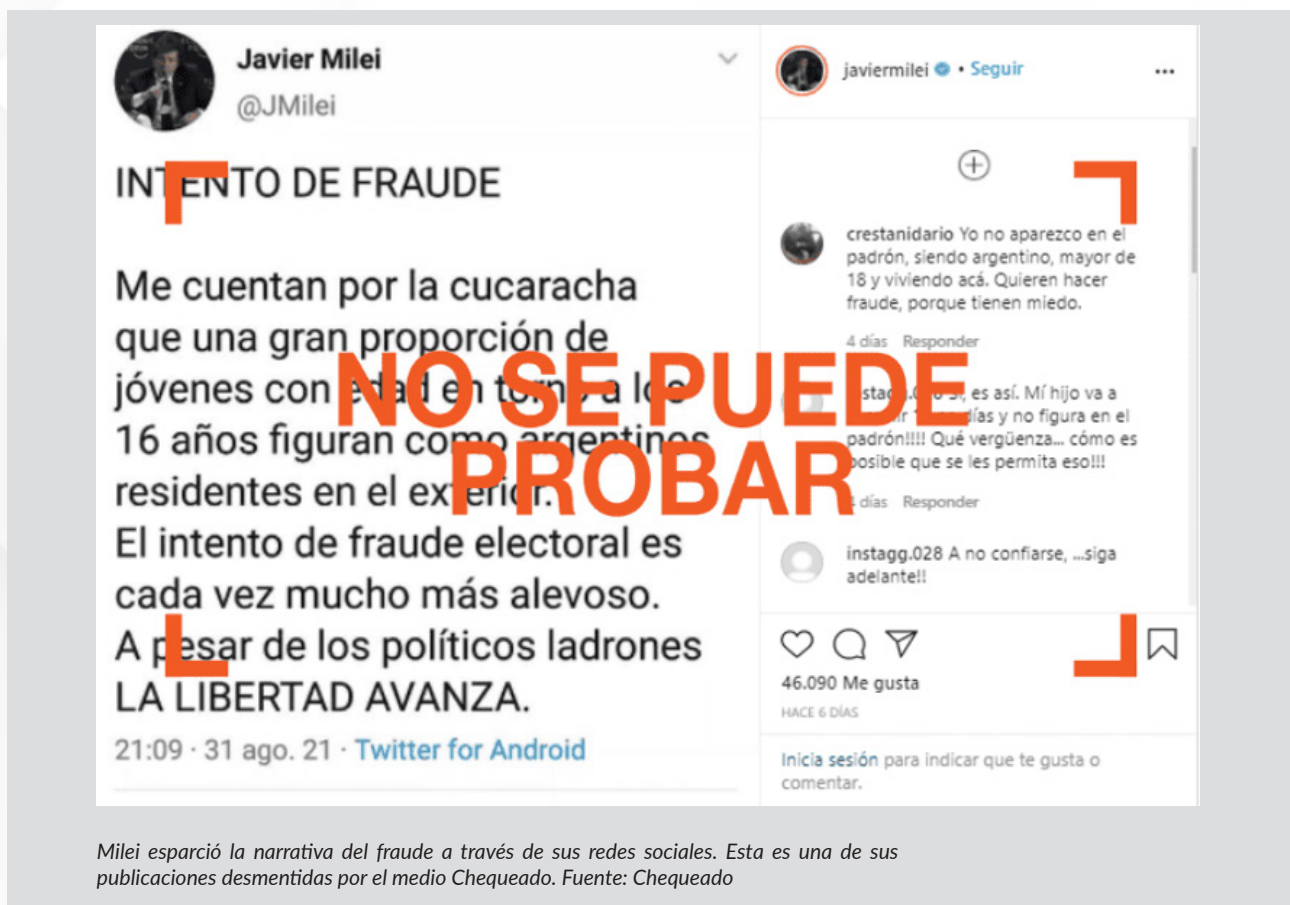 Javier Milei
@JMilei
INTENTO DE FRAUDE
Me cuentan por la cucaracha
que una gran proporción de
jóvenes con edad en torno a los
16 años figuran como argentinos
residentes en el exterior.
El intento de fraude electoral es
cada vez mucho más alevoso.
A pesar de los políticos ladrones
LA LIBERTAD AVANZA.
21:09 · 31 ago. 21 · Twitter for Android
NO SE PUEDE
PROBAR
javiermilei • Seguir
crestanidario Yo no aparezco en el
padrón, siendo argentino, mayor de
18 y viviendo acá. Quieren hacer
fraude, porque tienen miedo.
4 días Responder
es así. Mí hijo va a
días y no figura en el
padrón!!!! Qué vergüenza... cómo es
posible que se les permita eso!!!
días Responder
instagg.028 A no confiarse, ...siga
adelante!!
46.090 Me gusta
HACE 6 DÍAS
Inicia sesión para indicar que te gusta o
comentar.
Milei esparció la narrativa del fraude a través de sus redes sociales. Esta es una de sus
publicaciones desmentidas por el medio Chequeado. Fuente: Chequeado